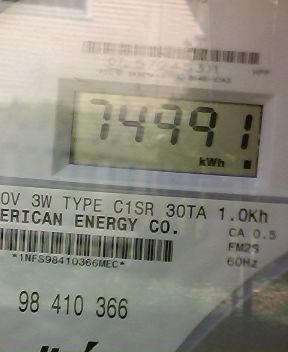 74991
kWh
0V 3W TYPE C1SR 30TA 1.0Kh
ERICAN ENERGY CO.
CA 0.5
FM2S
*1NFS98410366MEC*
60Hz
98 410 366